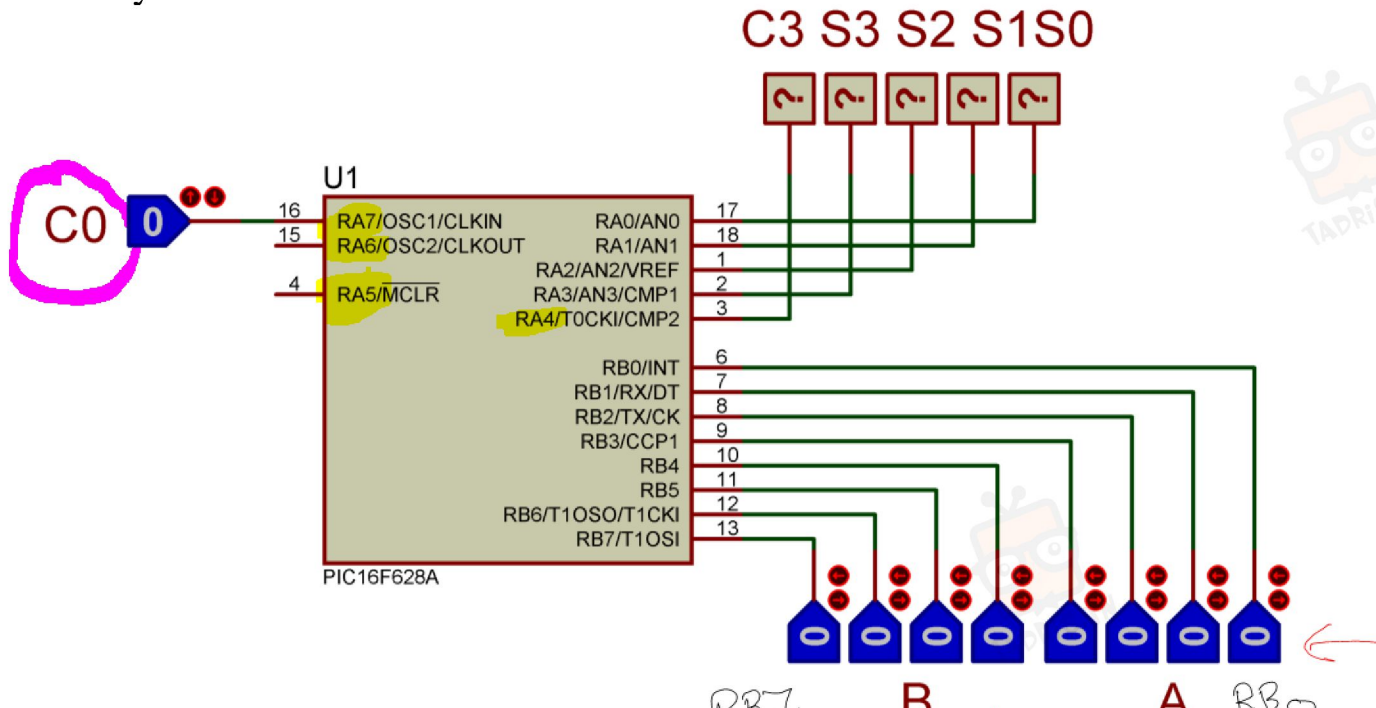 C3 S3 S2 S1S0
? ? ? ? ?
U1
C0 0
16 RA7/OSC1/CLKIN RA0/AN0 17
15 RA6/OSC2/CLKOUT RA1/AN1 18
RA2/AN2/VREF 1
4 RA5/MCLR RA3/AN3/CMP1 2
RA4/T0CKI/CMP2 3
RB0/INT 6
RB1/RX/DT 7
RB2/TX/CK 8
RB3/CCP1 9
RB4 10
RB5 11
RB6/T1OSO/T1CKI 12
RB7/T1OSI 13
PIC16F628A
0 0 0 0 0 0 0 0
RB7 B A RB0